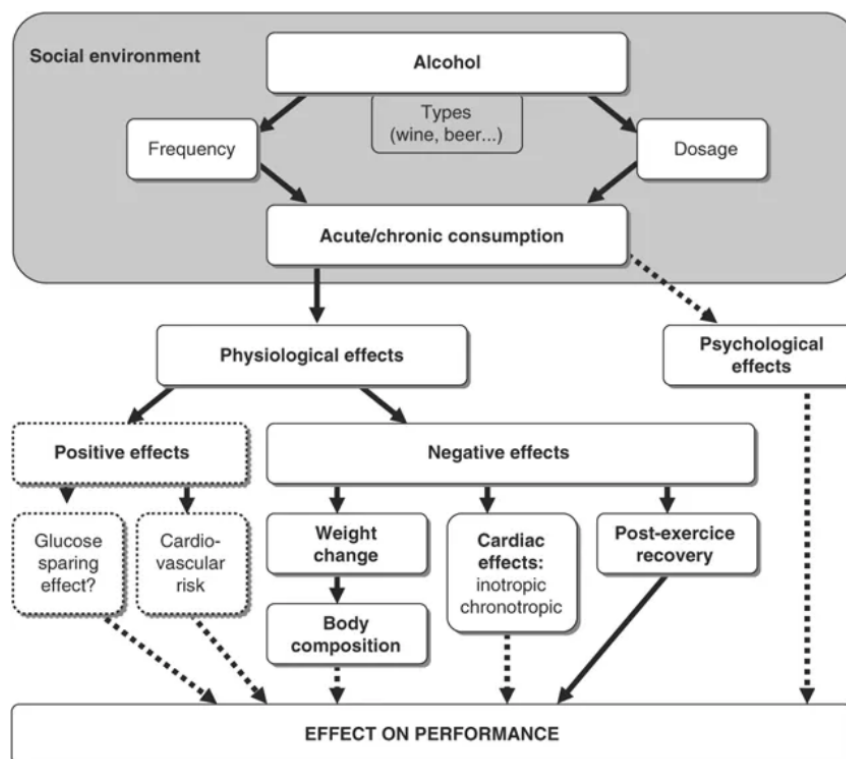 Social environment
Alcohol
Types
(wine, beer...)
Frequency
Dosage
Acute/chronic consumption
Physiological effects
Psychological
effects
Positive effects
Negative effects
Glucose
sparing
effect?
Cardio-
vascular
risk
Weight
change
Cardiac
effects:
inotropic
chronotropic
Post-exercice
recovery
Body
composition
EFFECT ON PERFORMANCE